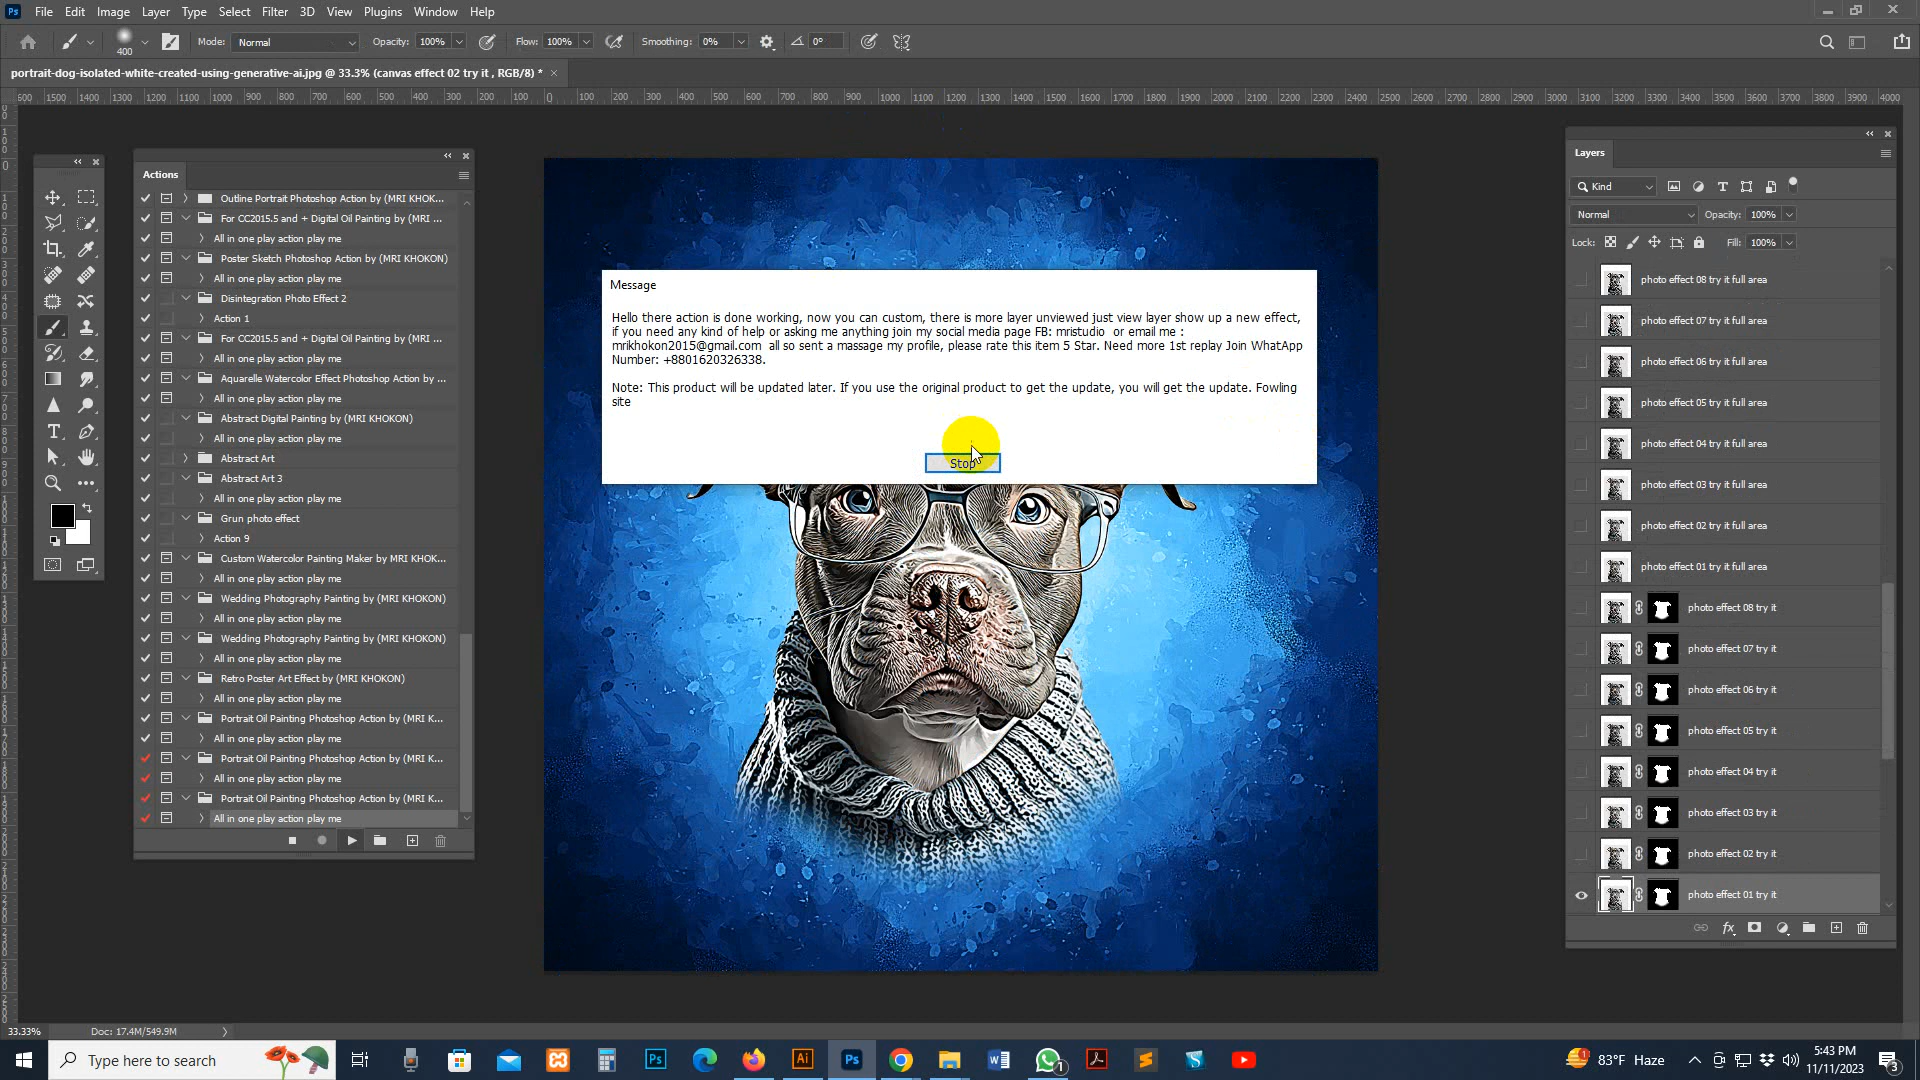 File Edit Image Layer Type Select Filter 3D View Plugins Window Help
400 Mode: Normal Opacity: 100% Flow: 100% Smoothing: 0% 0°
portrait-dog-isolated-white-created-using-generative-ai.jpg @ 33.3% (canvas effect 02 try it , RGB/8) *
Actions
Outline Portrait Photoshop Action by (MRI KHOK...
For CC2015.5 and + Digital Oil Painting by (MRI ...
All in one play action play me
Poster Sketch Photoshop Action by (MRI KHOKON)
All in one play action play me
Disintegration Photo Effect 2
Action 1
For CC2015.5 and + Digital Oil Painting by (MRI ...
All in one play action play me
Aquarelle Watercolor Effect Photoshop Action by ...
All in one play action play me
Abstract Digital Painting by (MRI KHOKON)
All in one play action play me
Abstract Art
Abstract Art 3
All in one play action play me
Grun photo effect
Action 9
Custom Watercolor Painting Maker by MRI KHOK...
All in one play action play me
Wedding Photography Painting by (MRI KHOKON)
All in one play action play me
Wedding Photography Painting by (MRI KHOKON)
All in one play action play me
Retro Poster Art Effect by (MRI KHOKON)
All in one play action play me
Portrait Oil Painting Photoshop Action by (MRI K...
All in one play action play me
Portrait Oil Painting Photoshop Action by (MRI K...
All in one play action play me
Portrait Oil Painting Photoshop Action by (MRI K...
All in one play action play me
Message
Hello there action is done working, now you can custom, there is more layer unviewed just view layer show up a new effect,
if you need any kind of help or asking me anything join my social media page FB: mristudio or email me :
mrikhokon2015@gmail.com all so sent a massage my profile, please rate this item 5 Star. Need more 1st replay Join WhatApp
Number: +8801620326338.
Note: This product will be updated later. If you use the original product to get the update, you will get the update. Fowling
site
Stop
Layers
Kind
Normal Opacity: 100%
Lock: Fill: 100%
photo effect 08 try it full area
photo effect 07 try it full area
photo effect 06 try it full area
photo effect 05 try it full area
photo effect 04 try it full area
photo effect 03 try it full area
photo effect 02 try it full area
photo effect 01 try it full area
photo effect 08 try it
photo effect 07 try it
photo effect 06 try it
photo effect 05 try it
photo effect 04 try it
photo effect 03 try it
photo effect 02 try it
photo effect 01 try it
33.33% Doc: 17.4M/549.9M
Type here to search
83°F Haze
5:43 PM
11/11/2023